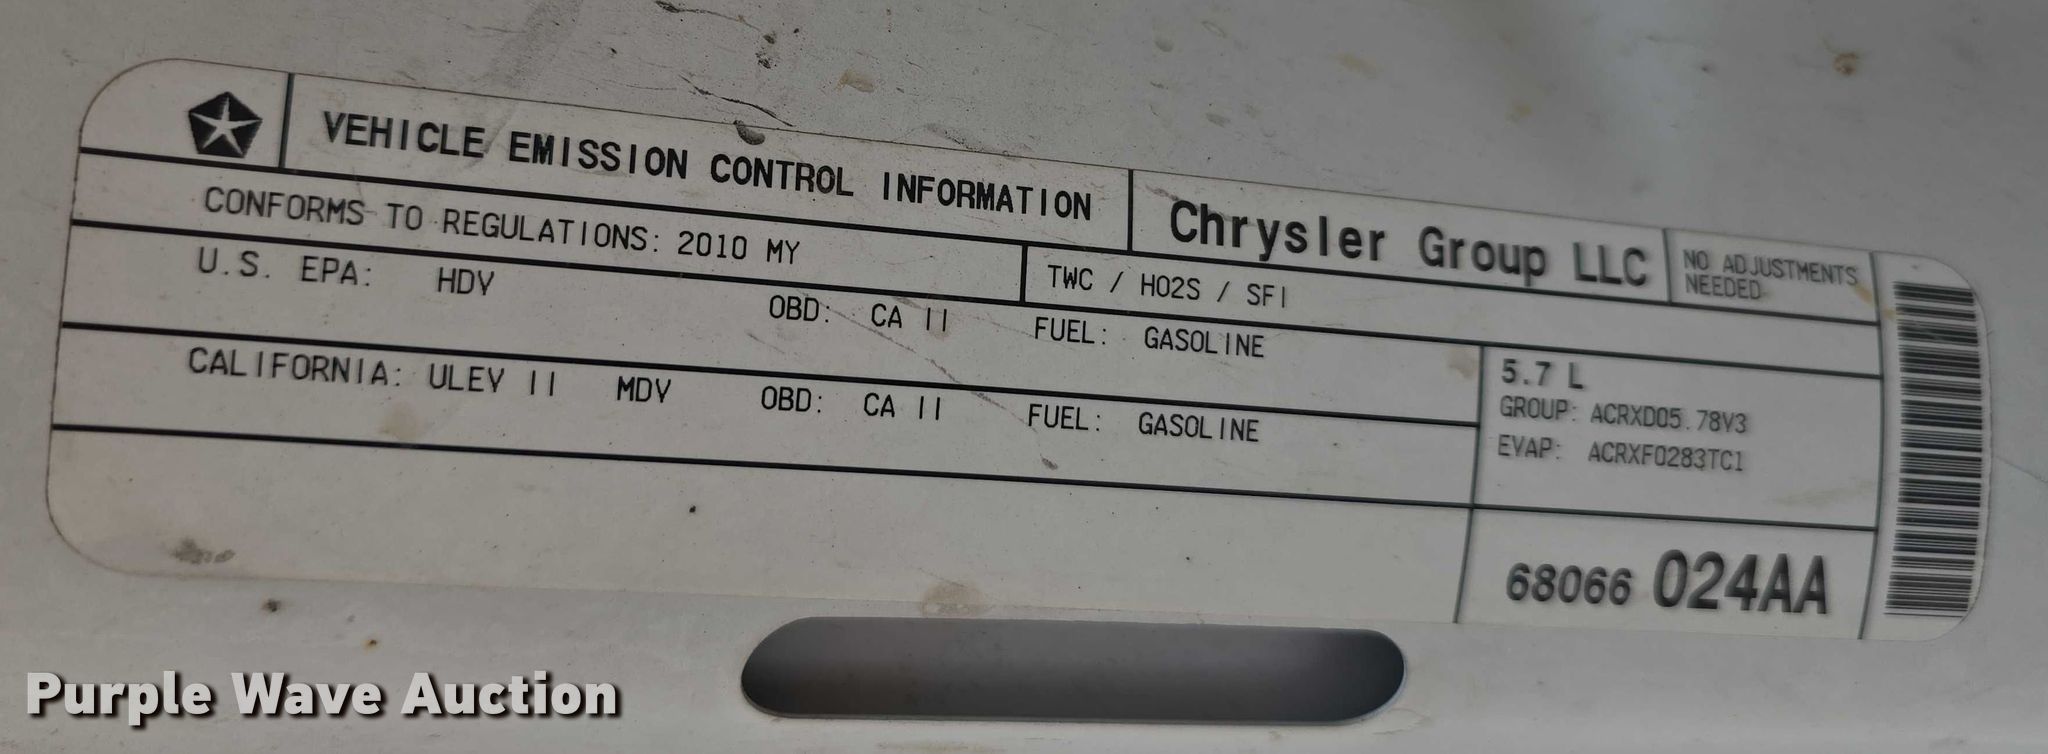 VEHICLE EMISSION CONTROL INFORMATION
Chrysler Group LLC
NO ADJUSTMENTS
NEEDED
CONFORMS TO REGULATIONS: 2010 MY
TWC / HO2S / SFI
U.S. EPA: HDV OBD: CA II FUEL: GASOLINE
CALIFORNIA: ULEV II MDV OBD: CA II FUEL: GASOLINE
5.7 L
GROUP: ACRXD05.78V3
EVAP: ACRXF0283TC1
68066 024AA
Purple Wave Auction